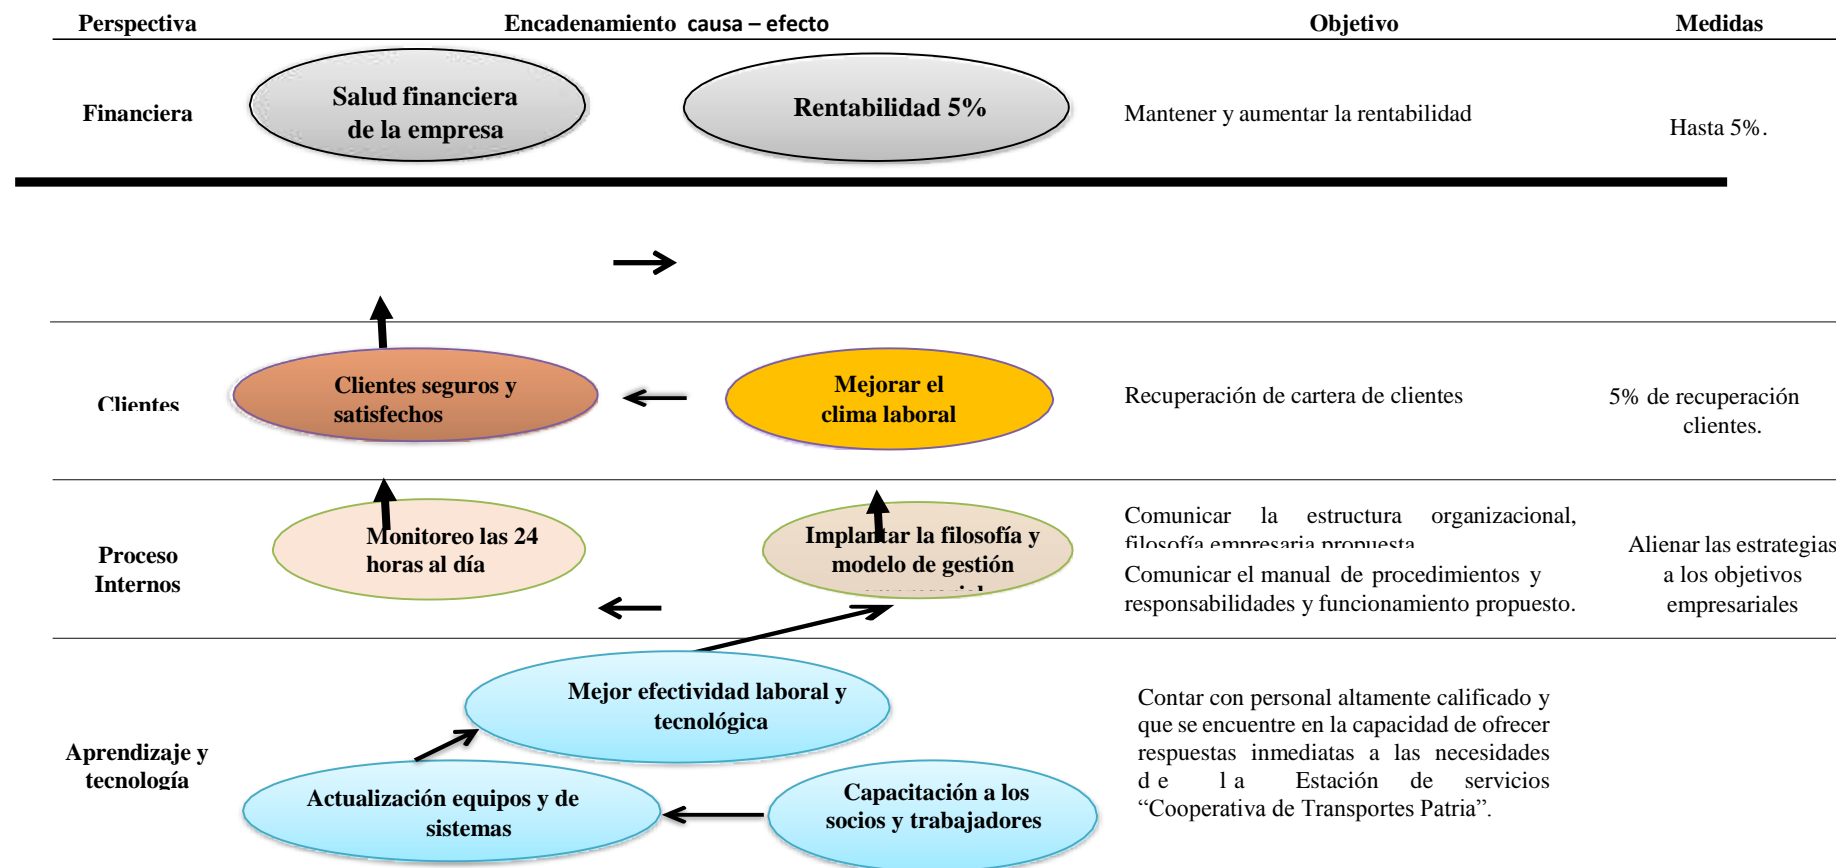 Perspectiva Encadenamiento causa – efecto Objetivo Medidas
Financiera
Salud financiera
de la empresa
Rentabilidad 5%
Mantener y aumentar la rentabilidad
Hasta 5%.
Clientes
Clientes seguros y
satisfechos
Mejorar el
clima laboral
Recuperación de cartera de clientes
5% de recuperación
clientes.
Proceso
Internos
Monitoreo las 24
horas al día
Implantar la filosofía y
modelo de gestión
Comunicar la estructura organizacional,
filosofía empresaria propuesta
Comunicar el manual de procedimientos y
responsabilidades y funcionamiento propuesto.
Alienar las estrategias
a los objetivos
empresariales
Aprendizaje y
tecnología
Mejor efectividad laboral y
tecnológica
Actualización equipos y de
sistemas
Capacitación a los
socios y trabajadores
Contar con personal altamente calificado y
que se encuentre en la capacidad de ofrecer
respuestas inmediatas a las necesidades
de la Estación de servicios
“Cooperativa de Transportes Patria”.